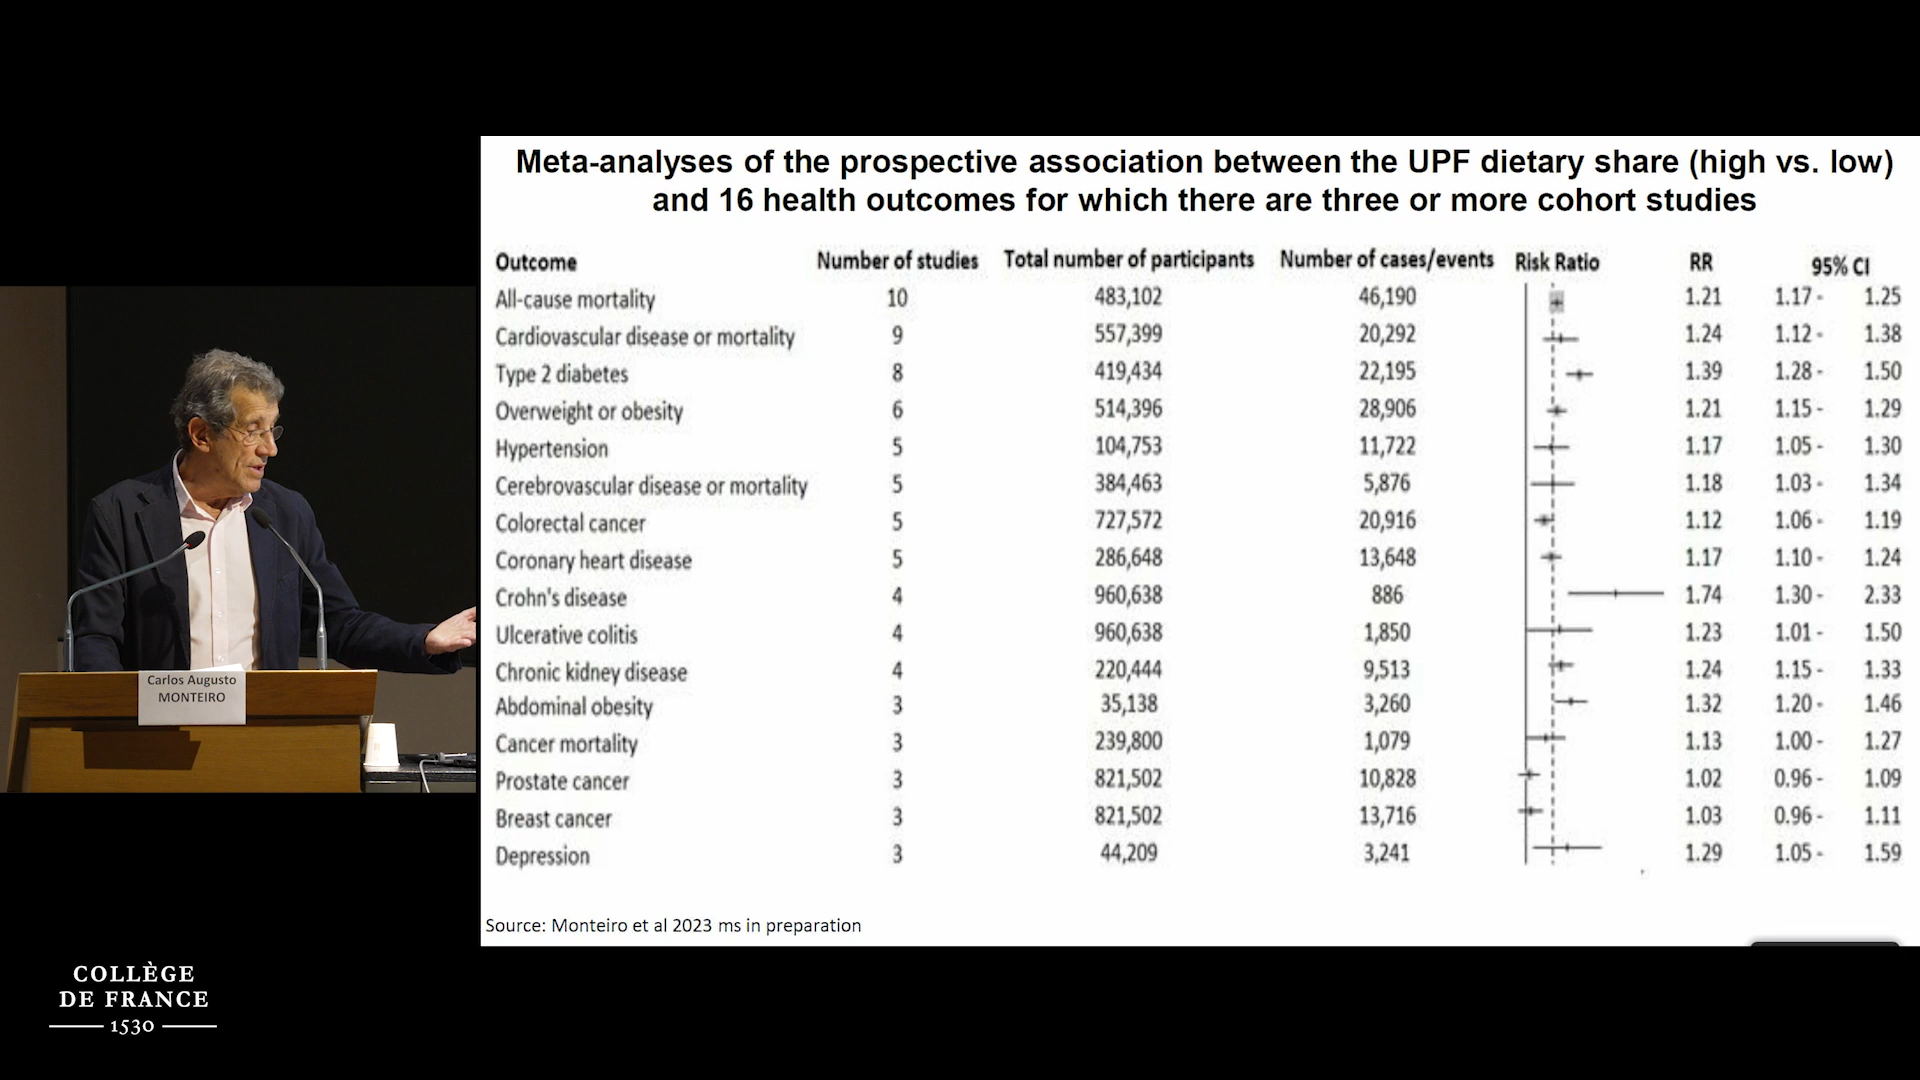 Meta-analyses of the prospective association between the UPF dietary share (high vs. low)
and 16 health outcomes for which there are three or more cohort studies
Outcome Number of studies Total number of participants Number of cases/events Risk Ratio RR 95% CI
All-cause mortality 10 483,102 46,190 1.21 1.17 - 1.25
Cardiovascular disease or mortality 9 557,399 20,292 1.24 1.12 - 1.38
Type 2 diabetes 8 419,434 22,195 1.39 1.28 - 1.50
Overweight or obesity 6 514,396 28,906 1.21 1.15 - 1.29
Hypertension 5 104,753 11,722 1.17 1.05 - 1.30
Cerebrovascular disease or mortality 5 384,463 5,876 1.18 1.03 - 1.34
Colorectal cancer 5 727,572 20,916 1.12 1.06 - 1.19
Coronary heart disease 5 286,648 13,648 1.17 1.10 - 1.24
Crohn's disease 4 960,638 886 1.74 1.30 - 2.33
Ulcerative colitis 4 960,638 1,850 1.23 1.01 - 1.50
Chronic kidney disease 4 220,444 9,513 1.24 1.15 - 1.33
Abdominal obesity 3 35,138 3,260 1.32 1.20 - 1.46
Cancer mortality 3 239,800 1,079 1.13 1.00 - 1.27
Prostate cancer 3 821,502 10,828 1.02 0.96 - 1.09
Breast cancer 3 821,502 13,716 1.03 0.96 - 1.11
Depression 3 44,209 3,241 1.29 1.05 - 1.59
Source: Monteiro et al 2023 ms in preparation
Carlos Augusto
MONTEIRO
COLLÈGE
DE FRANCE
1530